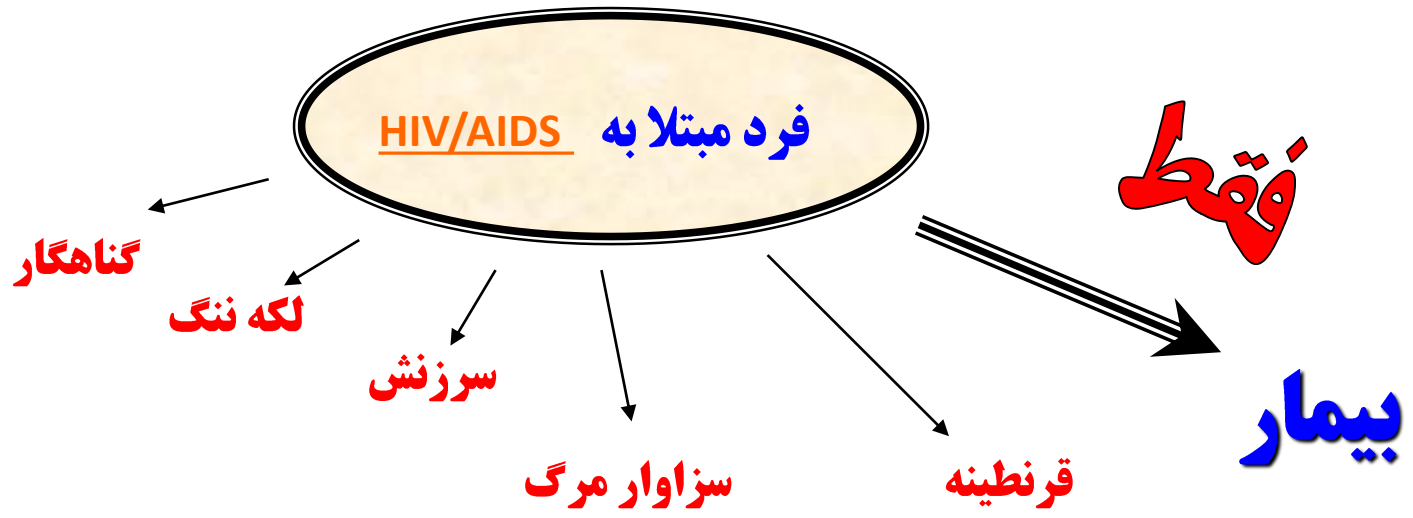 فرد مبتلا به HIV/AIDS
فقط
گناهگار
لکه ننگ
سرزنش
بیمار
سزاوار مرگ
قرنطینه